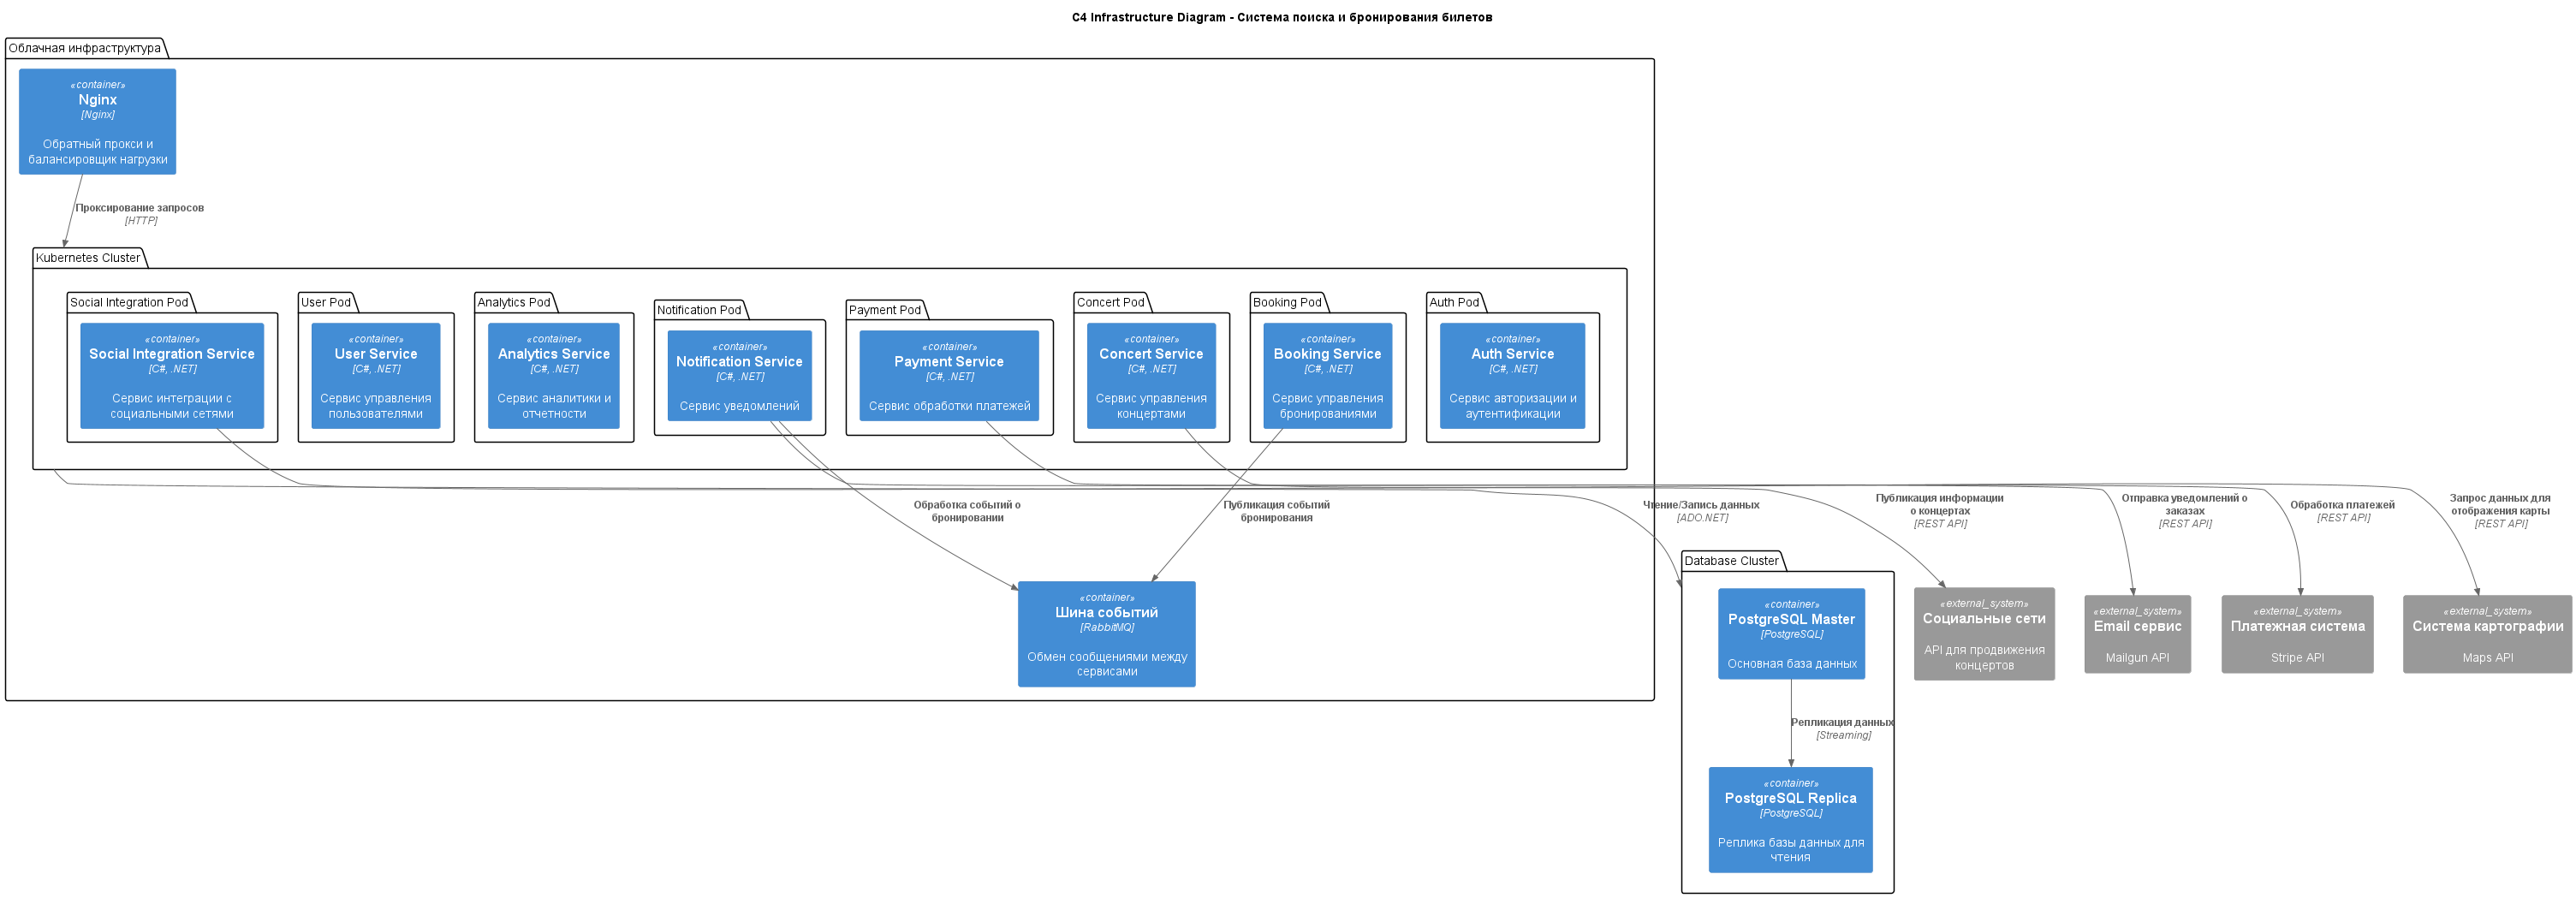 C4 Infrastructure Diagram - Система поиска и бронирования билетов
Облачная инфраструктура
«container»
Nginx
[Nginx]
Обратный прокси и
балансировщик нагрузки
Проксирование запросов
[HTTP]
Kubernetes Cluster
Social Integration Pod
«container»
Social Integration Service
[C#, .NET]
Сервис интеграции с
социальными сетями
User Pod
«container»
User Service
[C#, .NET]
Сервис управления
пользователями
Analytics Pod
«container»
Analytics Service
[C#, .NET]
Сервис аналитики и
отчетности
Notification Pod
«container»
Notification Service
[C#, .NET]
Сервис уведомлений
Payment Pod
«container»
Payment Service
[C#, .NET]
Сервис обработки платежей
Concert Pod
«container»
Concert Service
[C#, .NET]
Сервис управления
концертами
Booking Pod
«container»
Booking Service
[C#, .NET]
Сервис управления
бронированиями
Auth Pod
«container»
Auth Service
[C#, .NET]
Сервис авторизации и
аутентификации
Обработка событий о
бронировании
Публикация событий
бронирования
Чтение/Запись данных
[ADO.NET]
Публикация информации
о концертах
[REST API]
Отправка уведомлений о
заказах
[REST API]
Обработка платежей
[REST API]
Запрос данных для
отображения карты
[REST API]
«container»
Шина событий
[RabbitMQ]
Обмен сообщениями между
сервисами
Database Cluster
«container»
PostgreSQL Master
[PostgreSQL]
Основная база данных
Репликация данных
[Streaming]
«container»
PostgreSQL Replica
[PostgreSQL]
Реплика базы данных для
чтения
«external_system»
Социальные сети
API для продвижения
концертов
«external_system»
Email сервис
Mailgun API
«external_system»
Платежная система
Stripe API
«external_system»
Система картографии
Maps API